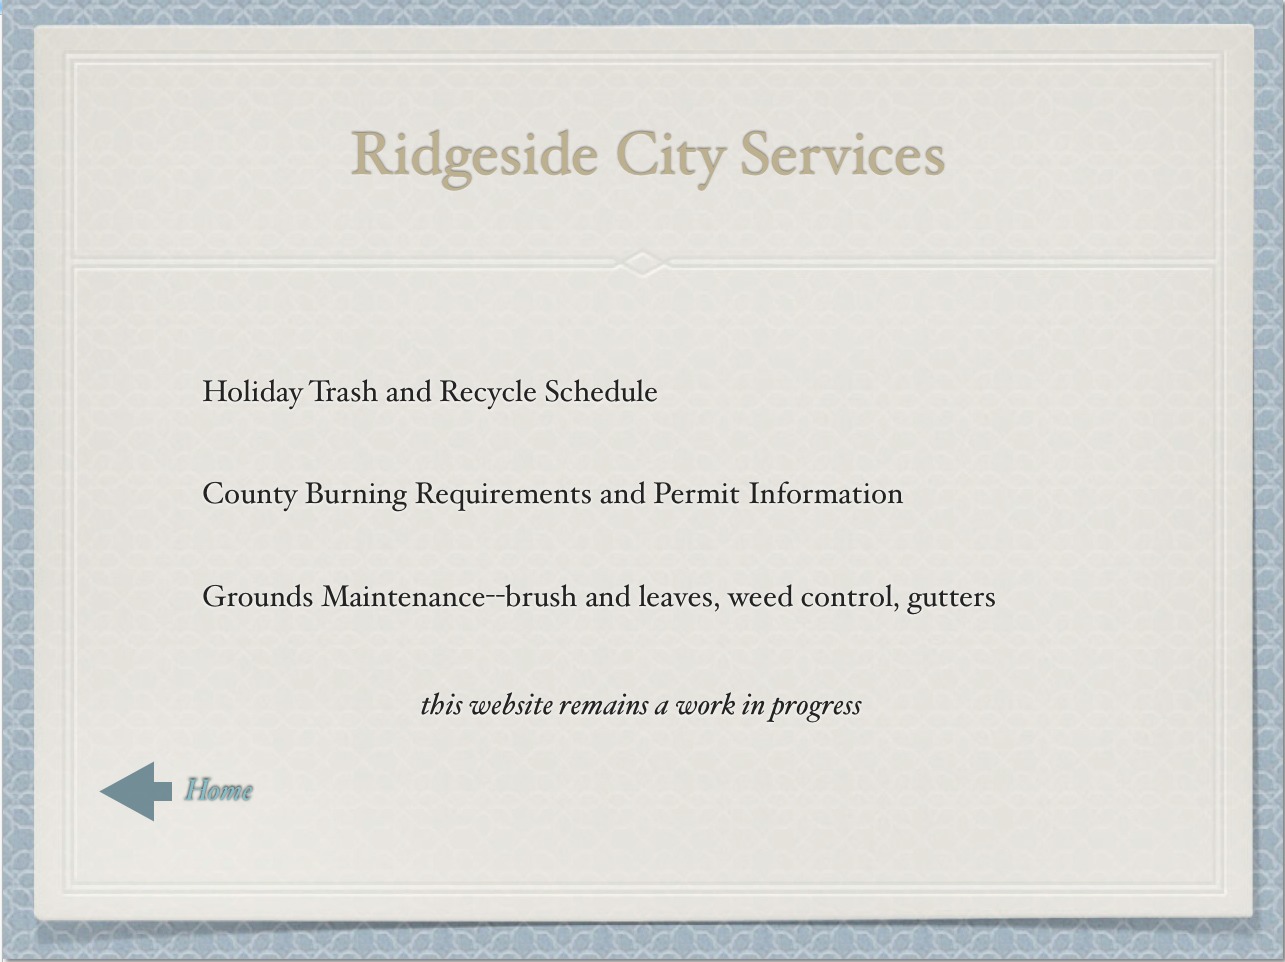 Ridgeside City Services
Holiday Trash and Recycle Schedule
County Burning Requirements and Permit Information
Grounds Maintenance--brush and leaves, weed control, gutters
this website remains a work in progress
Home